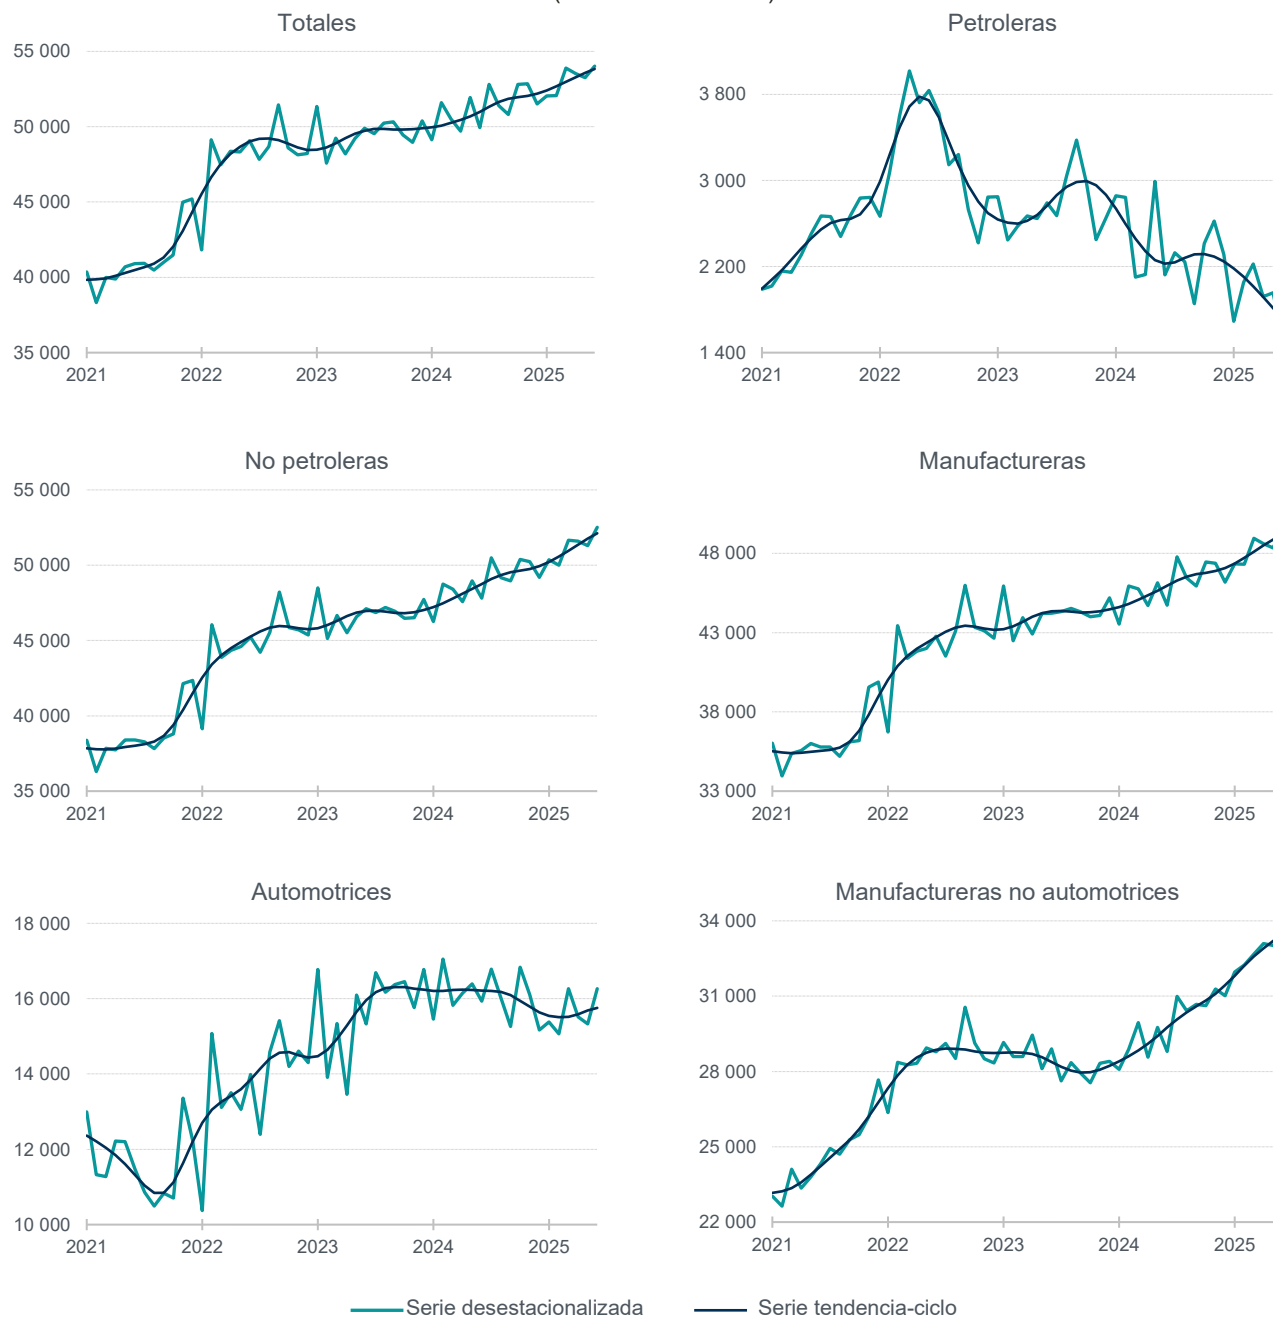 Totales
55 000
50 000
45 000
40 000
35 000
2021 2022 2023 2024 2025
Petroleras
3 800
3 000
2 200
1 400
2021 2022 2023 2024 2025
No petroleras
55 000
50 000
45 000
40 000
35 000
2021 2022 2023 2024 2025
Manufactureras
48 000
43 000
38 000
33 000
2021 2022 2023 2024 2025
Automotrices
18 000
16 000
14 000
12 000
10 000
2021 2022 2023 2024 2025
Manufactureras no automotrices
34 000
31 000
28 000
25 000
22 000
2021 2022 2023 2024 2025
Serie desestacionalizada Serie tendencia-ciclo